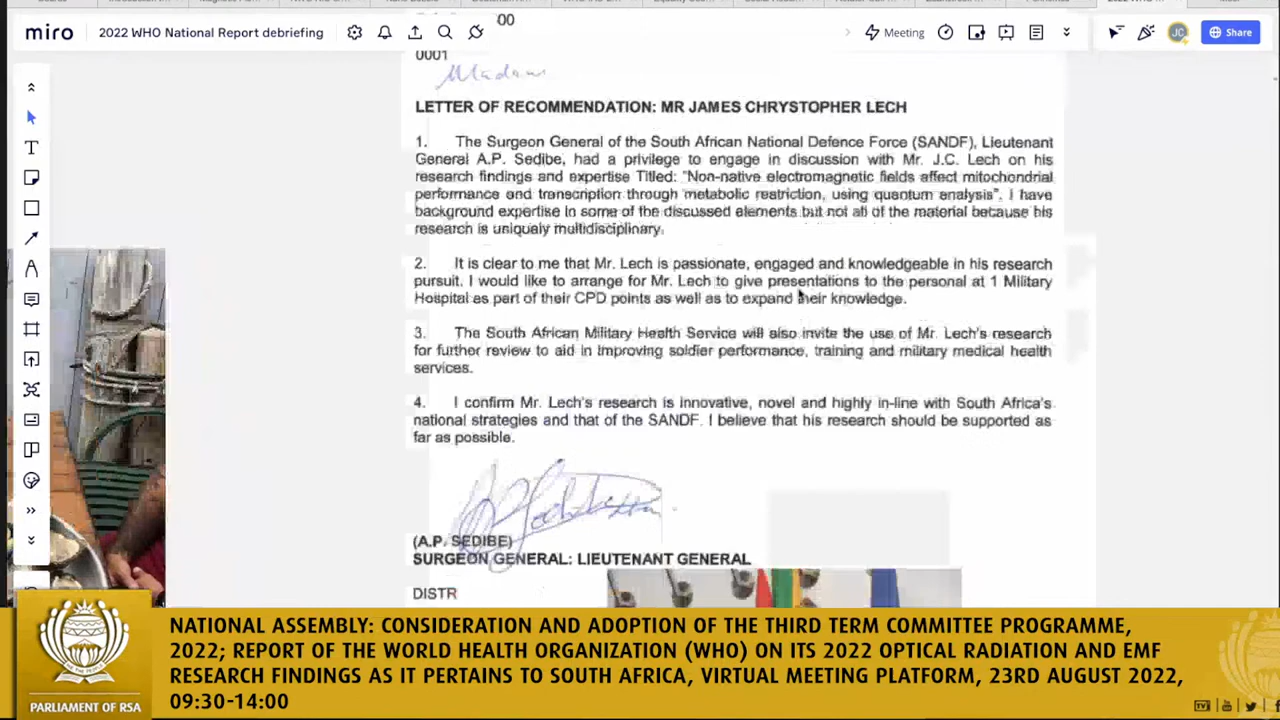 00
miro
2022 WHO National Report debriefing
Meeting
JC
Share
0001
Madam
LETTER OF RECOMMENDATION: MR JAMES CHRYSTOPHER LECH
1. The Surgeon General of the South African National Defence Force (SANDF), Lieutenant
General A.P. Sedibe, had a privilege to engage in discussion with Mr. J.C. Lech on his
research findings and expertise Titled: "Non-native electromagnetic fields affect mitochondrial
performance and transcription through metabolic restriction, using quantum analysis". I have
background expertise in some of the discussed elements but not all of the material because his
research is uniquely multidisciplinary.
2. It is clear to me that Mr. Lech is passionate, engaged and knowledgeable in his research
pursuit. I would like to arrange for Mr. Lech to give presentations to the personal at 1 Military
Hospital as part of their CPD points as well as to expand their knowledge.
3. The South African Military Health Service will also invite the use of Mr. Lech's research
for further review to aid in improving soldier performance, training and military medical health
services.
4. I confirm Mr. Lech's research is innovative, novel and highly in-line with South Africa's
national strategies and that of the SANDF. I believe that his research should be supported as
far as possible.
(A.P. SEDIBE)
SURGEON GENERAL: LIEUTENANT GENERAL
DISTR
NATIONAL ASSEMBLY: CONSIDERATION AND ADOPTION OF THE THIRD TERM COMMITTEE PROGRAMME,
2022; REPORT OF THE WORLD HEALTH ORGANIZATION (WHO) ON ITS 2022 OPTICAL RADIATION AND EMF
RESEARCH FINDINGS AS IT PERTAINS TO SOUTH AFRICA, VIRTUAL MEETING PLATFORM, 23RD AUGUST 2022,
09:30-14:00
PARLIAMENT OF RSA